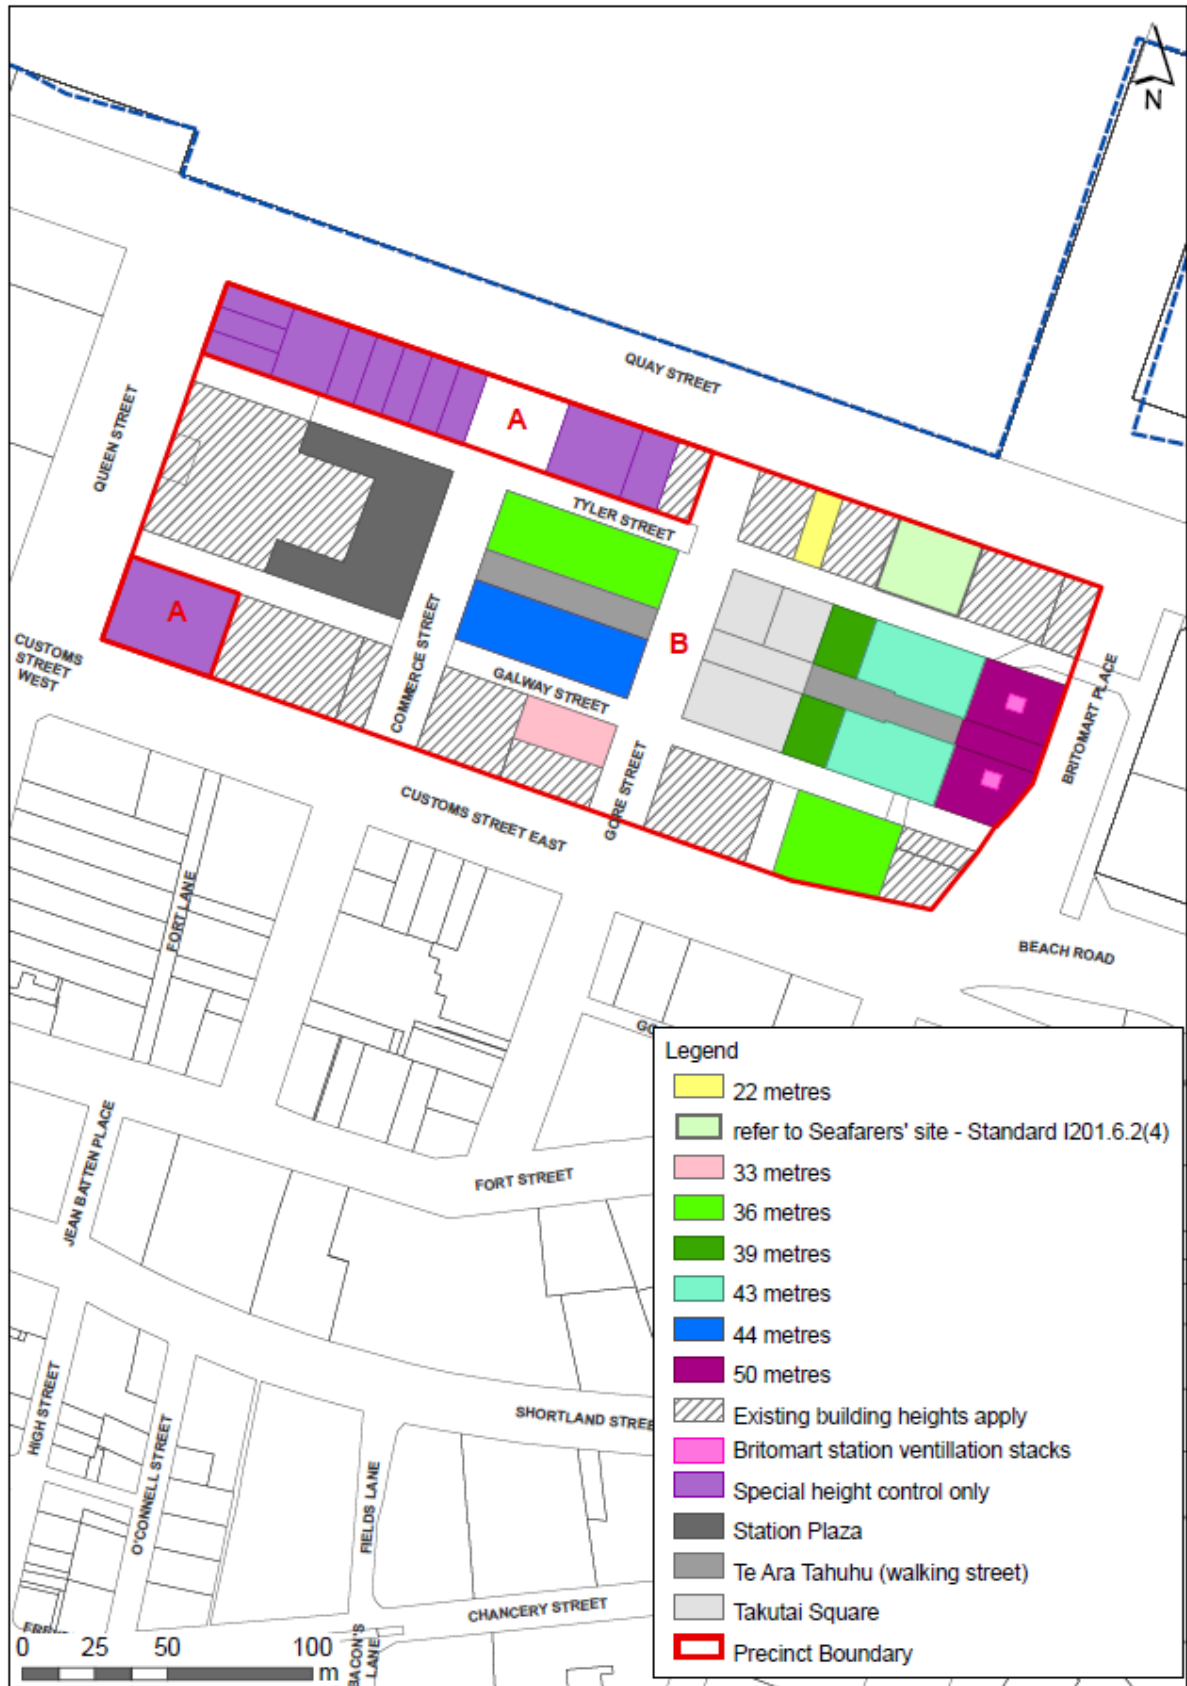 N
QUAY STREET
QUEEN STREET
A
TYLER STREET
A
B
COMMERCE STREET
CUSTOMS
STREET
WEST
GALWAY STREET
BRITOMART PLACE
GORE STREET
CUSTOMS STREET EAST
FORT LANE
BEACH ROAD
JEAN BATTEN PLACE
FORT STREET
HIGH STREET
O'CONNELL STREET
SHORTLAND STREE
FIELDS LANE
CHANCERY STREET
BACON'S
LANE
0 25 50 100
m
Legend
22 metres
refer to Seafarers' site - Standard I201.6.2(4)
33 metres
36 metres
39 metres
43 metres
44 metres
50 metres
Existing building heights apply
Britomart station ventillation stacks
Special height control only
Station Plaza
Te Ara Tahuhu (walking street)
Takutai Square
Precinct Boundary